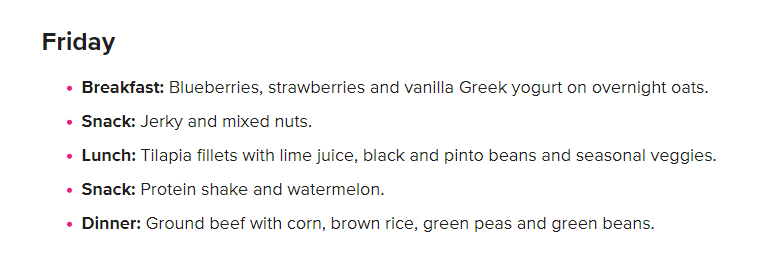 Friday
Breakfast: Blueberries, strawberries and vanilla Greek yogurt on overnight oats.
Snack: Jerky and mixed nuts.
Lunch: Tilapia fillets with lime juice, black and pinto beans and seasonal veggies.
Snack: Protein shake and watermelon.
Dinner: Ground beef with corn, brown rice, green peas and green beans.